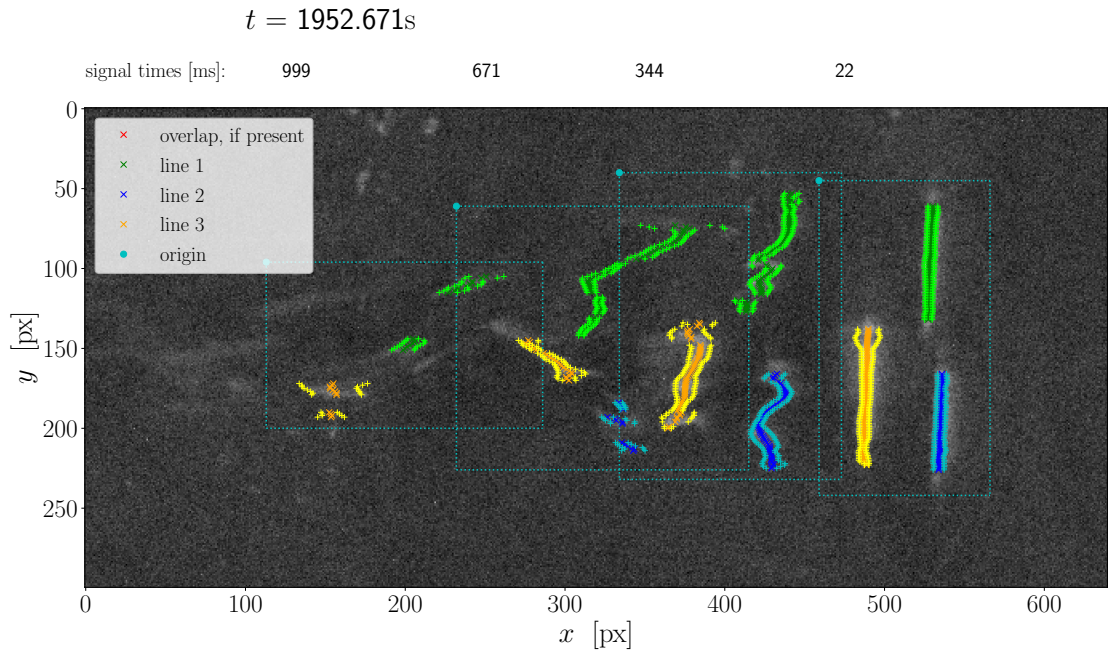 t = 1952.671s
signal times [ms]: 999 671 344 22
0
50
100
150
200
250
y [px]
overlap, if present
line 1
line 2
line 3
origin
0 100 200 300 400 500 600
x [px]